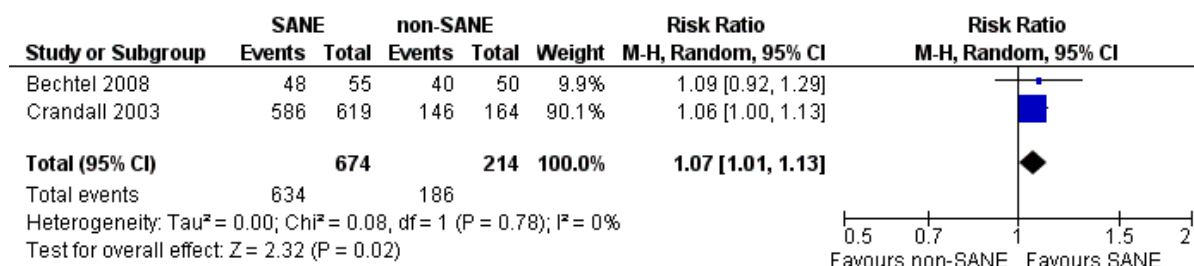 SANE non-SANE Risk Ratio Risk Ratio
Study or Subgroup Events Total Events Total Weight M-H, Random, 95% CI M-H, Random, 95% CI
Bechtel 2008 48 55 40 50 9.9% 1.09 [0.92, 1.29]
Crandall 2003 586 619 146 164 90.1% 1.06 [1.00, 1.13]
Total (95% CI) 674 214 100.0% 1.07 [1.01, 1.13]
Total events 634 186
Heterogeneity: Tau² = 0.00; Chi² = 0.08, df = 1 (P = 0.78); I² = 0%
Test for overall effect: Z = 2.32 (P = 0.02)
0.5 0.7 1 1.5 2
Favours non-SANE Favours SANE